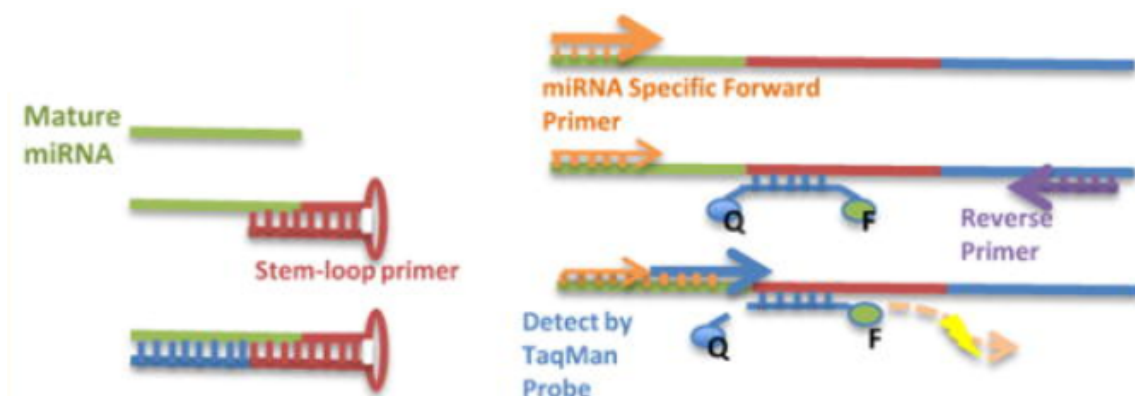 Mature
miRNA
Stem-loop primer
miRNA Specific Forward
Primer
Q
F
Reverse
Primer
Detect by
TaqMan
Probe
Q
F